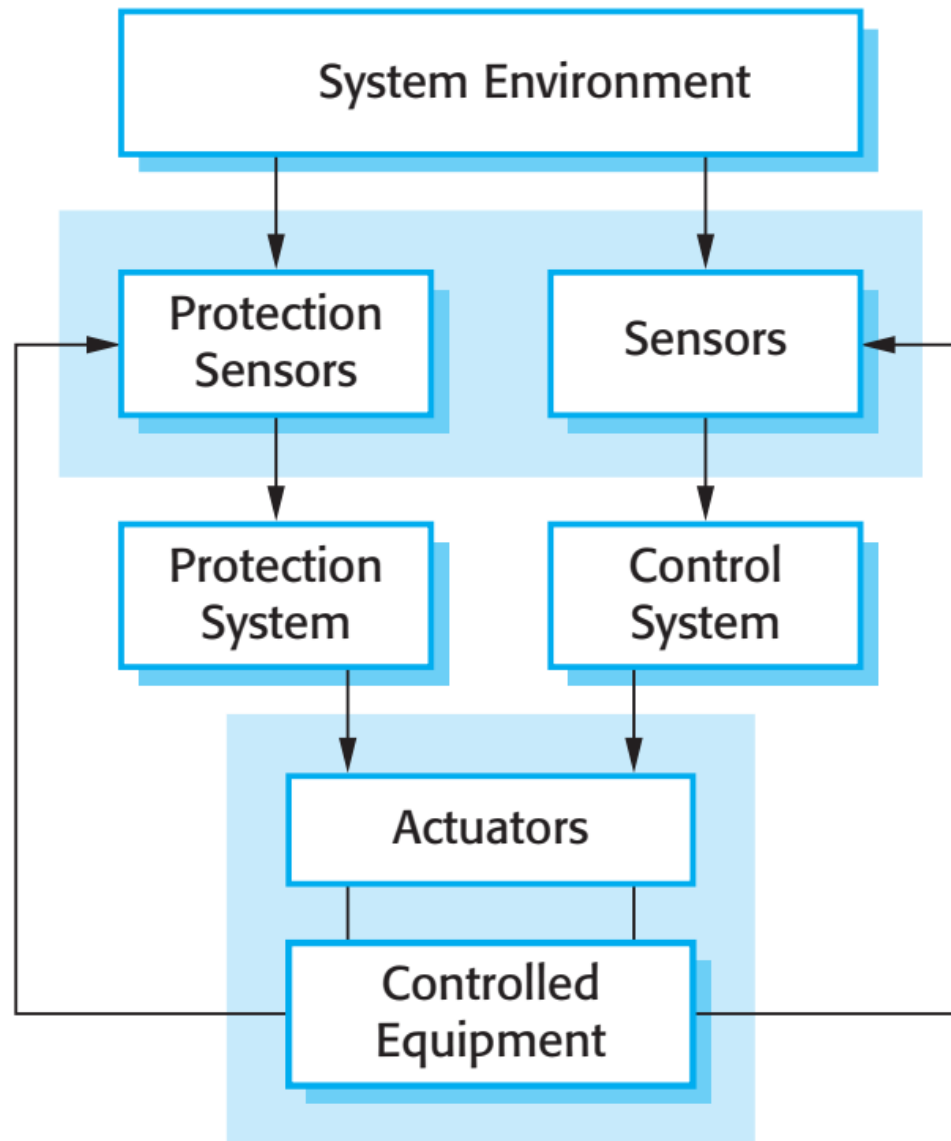 System Environment
Protection
Sensors
Sensors
Protection
System
Control
System
Actuators
Controlled
Equipment